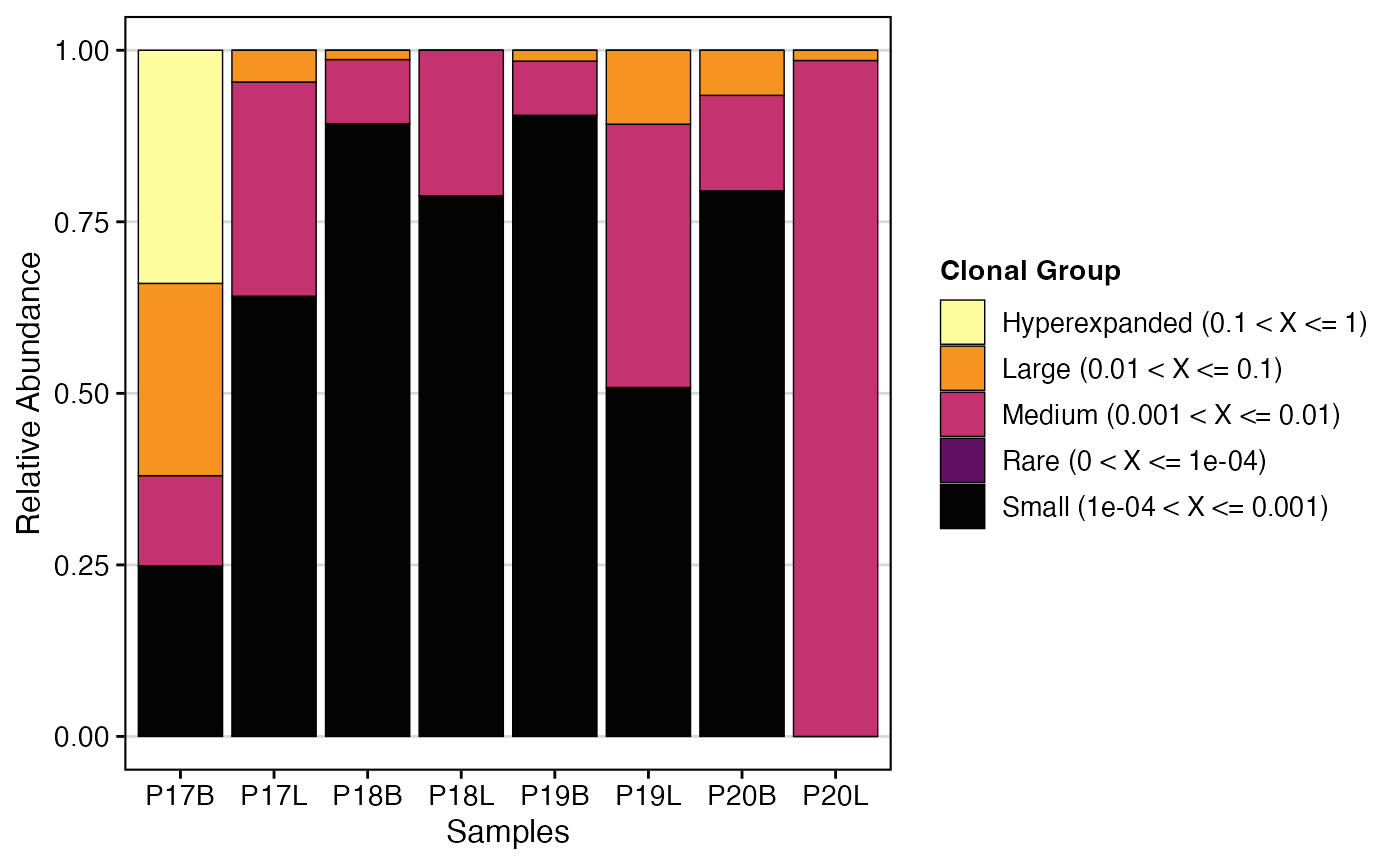 1.00
0.75
0.50
0.25
0.00
Relative Abundance
P17B P17L P18B P18L P19B P19L P20B P20L
Samples
Clonal Group
Hyperexpanded (0.1 < X <= 1)
Large (0.01 < X <= 0.1)
Medium (0.001 < X <= 0.01)
Rare (0 < X <= 1e-04)
Small (1e-04 < X <= 0.001)